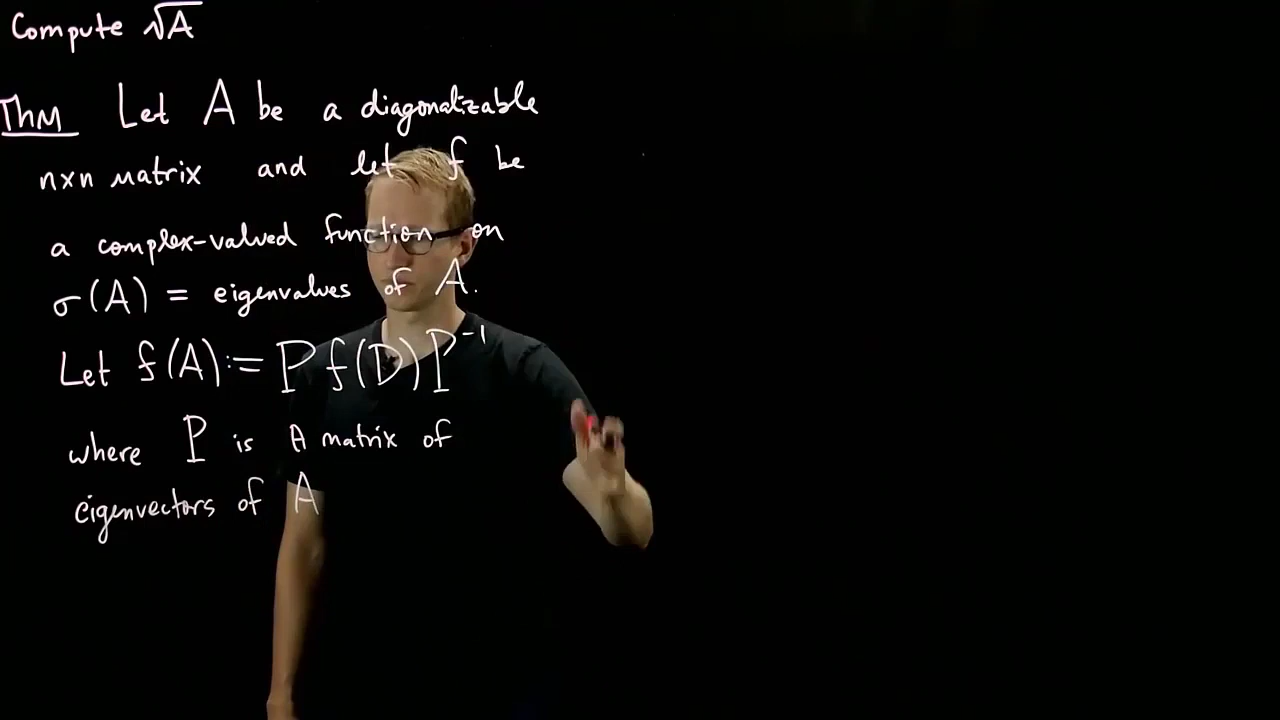 Compute √A
Thm Let A be a diagonalizable
n×n matrix and let f be
a complex-valued function on
σ(A) = eigenvalues of A.
Let f(A) := P f(D) P⁻¹
where P is A matrix of
eigenvectors of A